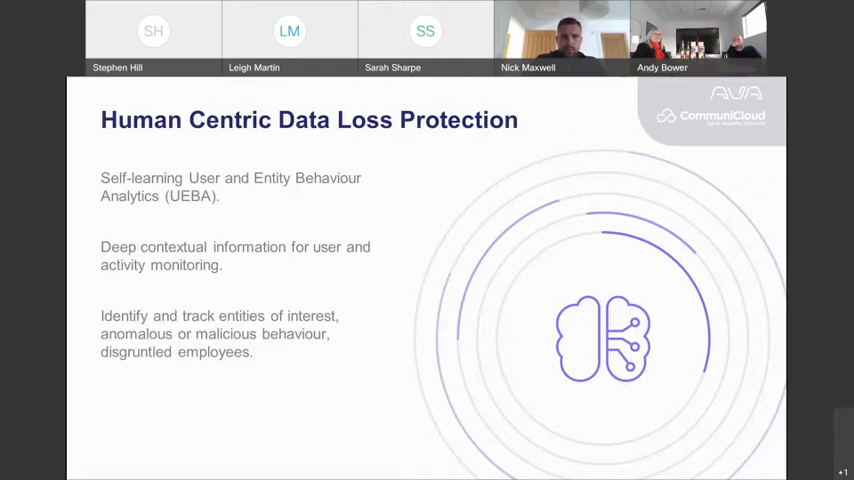 SH
LM
SS
Stephen Hill
Leigh Martin
Sarah Sharpe
Nick Maxwell
Andy Bower
AVA
CommuniCloud
Human Centric Data Loss Protection
Self-learning User and Entity Behaviour
Analytics (UEBA).
Deep contextual information for user and
activity monitoring.
Identify and track entities of interest,
anomalous or malicious behaviour,
disgruntled employees.
+1